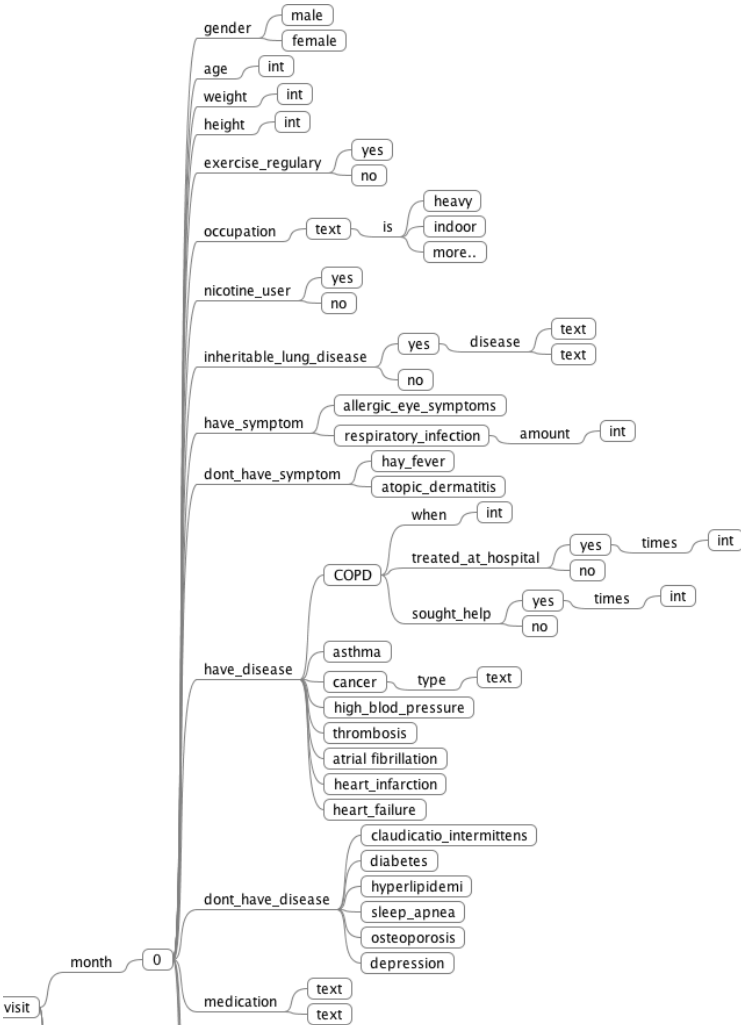 gender
male
female
age int
weight int
height int
exercise_regulary
yes
no
occupation text is
heavy
indoor
more..
nicotine_user
yes
no
inheritable_lung_disease
yes disease
text
text
no
have_symptom
allergic_eye_symptoms
respiratory_infection amount int
dont_have_symptom
hay_fever
atopic_dermatitis
have_disease
COPD
when int
treated_at_hospital
yes times int
no
sought_help
yes times int
no
asthma
cancer type text
high_blod_pressure
thrombosis
atrial fibrillation
heart_infarction
heart_failure
dont_have_disease
claudicatio_intermittens
diabetes
hyperlipidemi
sleep_apnea
osteoporosis
depression
month 0
visit
medication
text
text